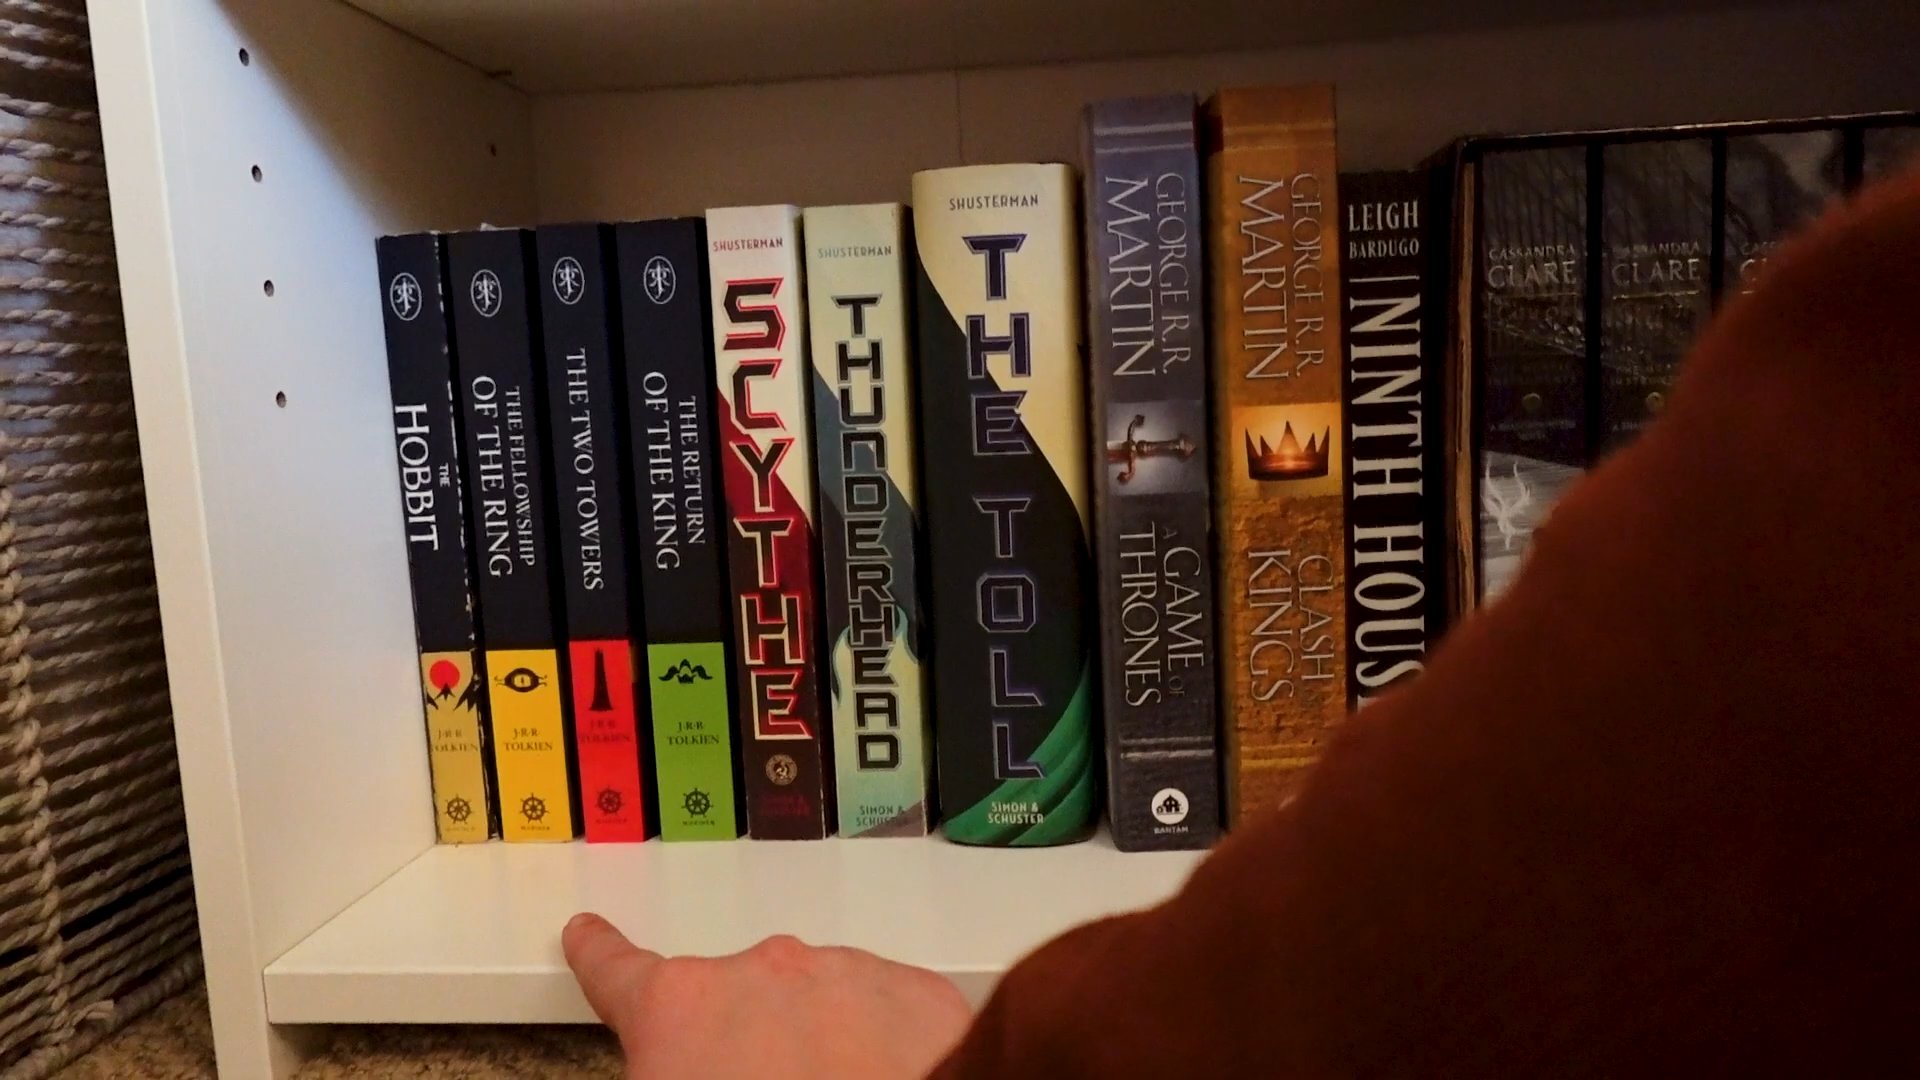 THE
HOBBIT
J·R·R·
TOLKIEN
THE FELLOWSHIP
OF THE RING
J·R·R·
TOLKIEN
THE TWO TOWERS
J·R·R·
TOLKIEN
THE RETURN
OF THE KING
J·R·R·
TOLKIEN
SHUSTERMAN
SCYTHE
SHUSTERMAN
THUNDERHEAD
SIMON &
SHUSTERMAN
THE TOLL
SIMON &
SCHUSTER
GEORGE R.R.
MARTIN
A GAME OF
THRONES
BANTAM
GEORGE R.R.
MARTIN
CLASH
KINGS
LEIGH
BARDUGO
NINTH HOUS
CASSANDRA
CLARE
CASSANDRA
CLARE